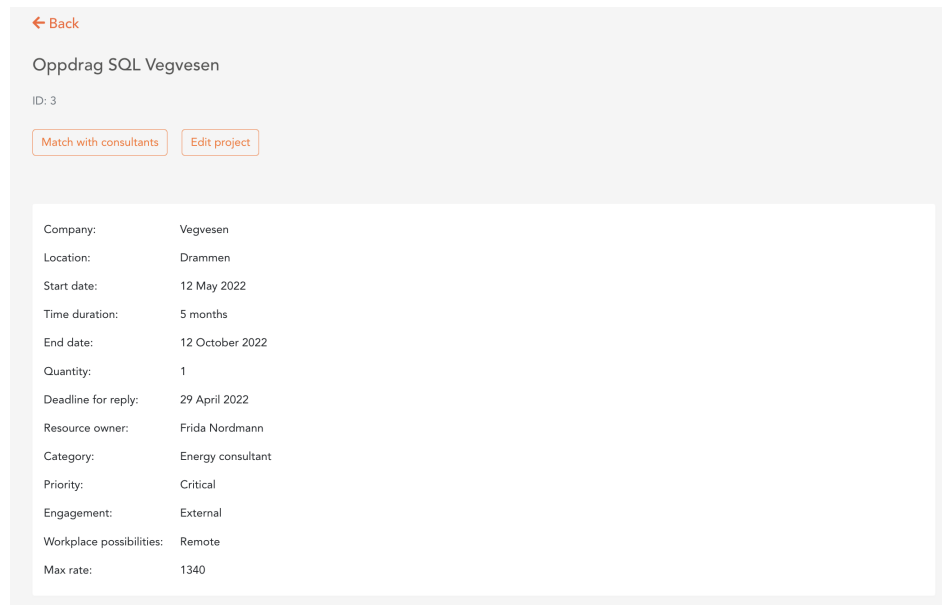 Back
Oppdrag SQL Vegvesen
ID: 3
Match with consultants Edit project
Company: Vegvesen
Location: Drammen
Start date: 12 May 2022
Time duration: 5 months
End date: 12 October 2022
Quantity: 1
Deadline for reply: 29 April 2022
Resource owner: Frida Nordmann
Category: Energy consultant
Priority: Critical
Engagement: External
Workplace possibilities: Remote
Max rate: 1340